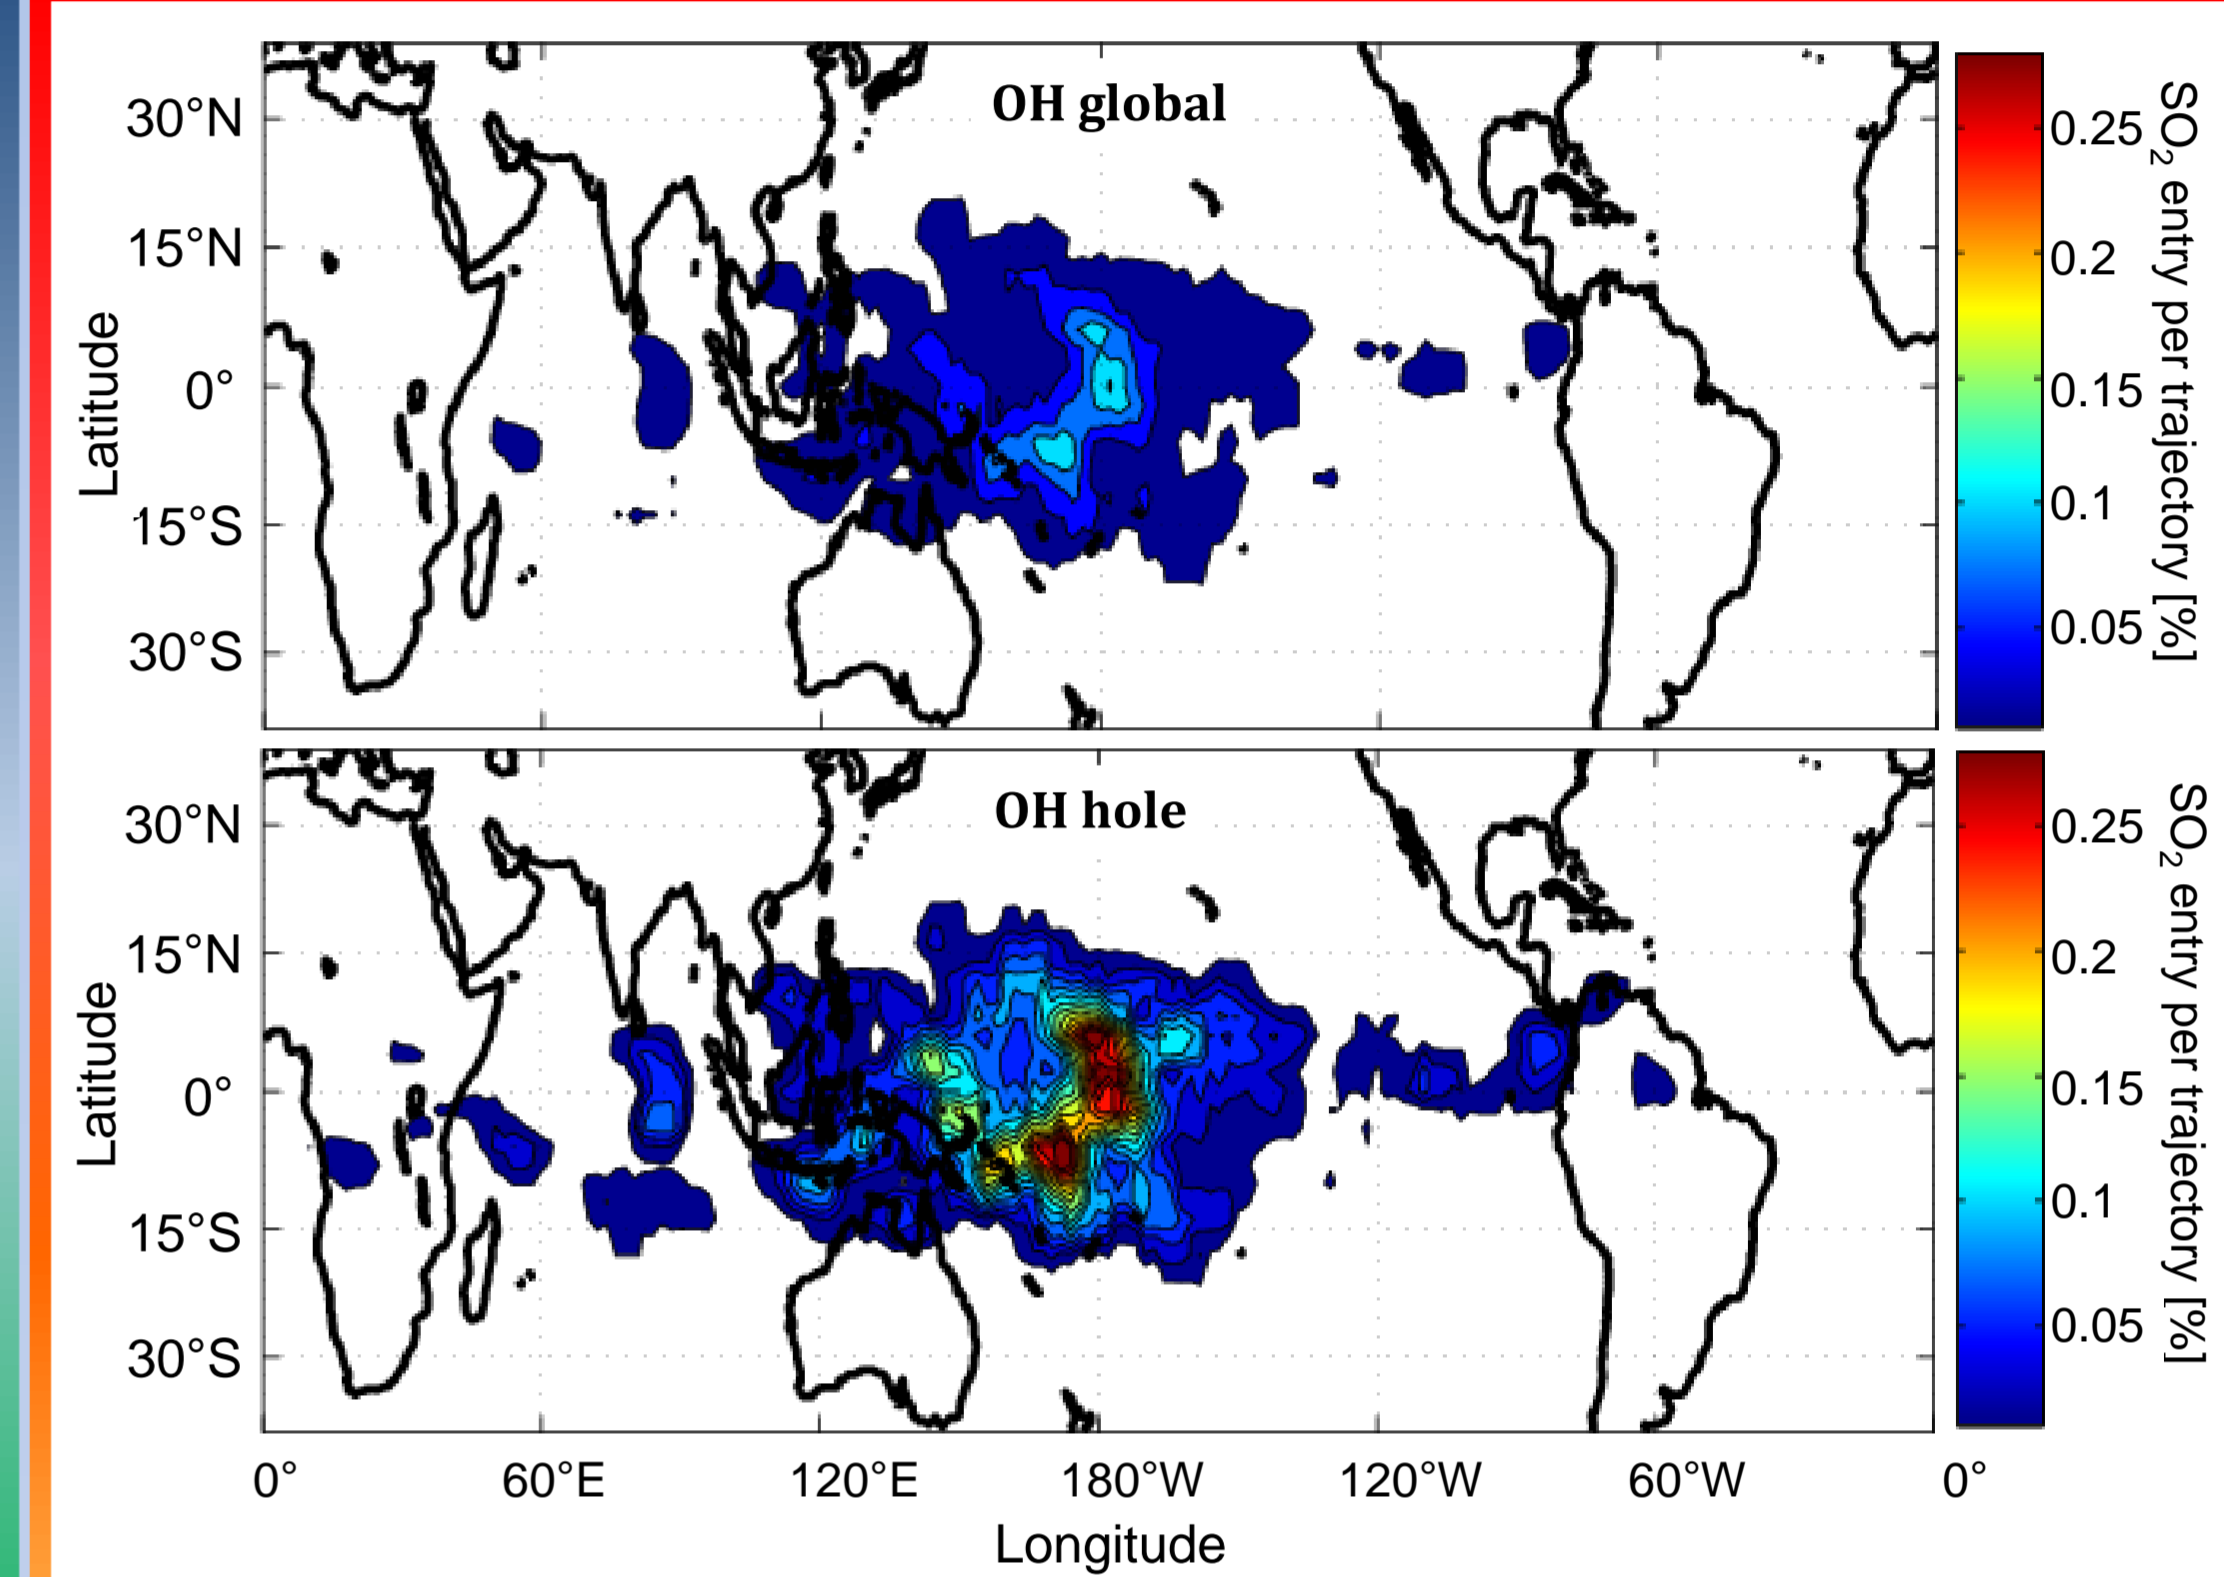 OH global
30°N
15°N
0°
15°S
30°S
Latitude
0.25
0.2
0.15
0.1
0.05
SO2 entry per trajectory [%]
OH hole
30°N
15°N
0°
15°S
30°S
Latitude
0.25
0.2
0.15
0.1
0.05
SO2 entry per trajectory [%]
0° 60°E 120°E 180°W 120°W 60°W 0°
Longitude